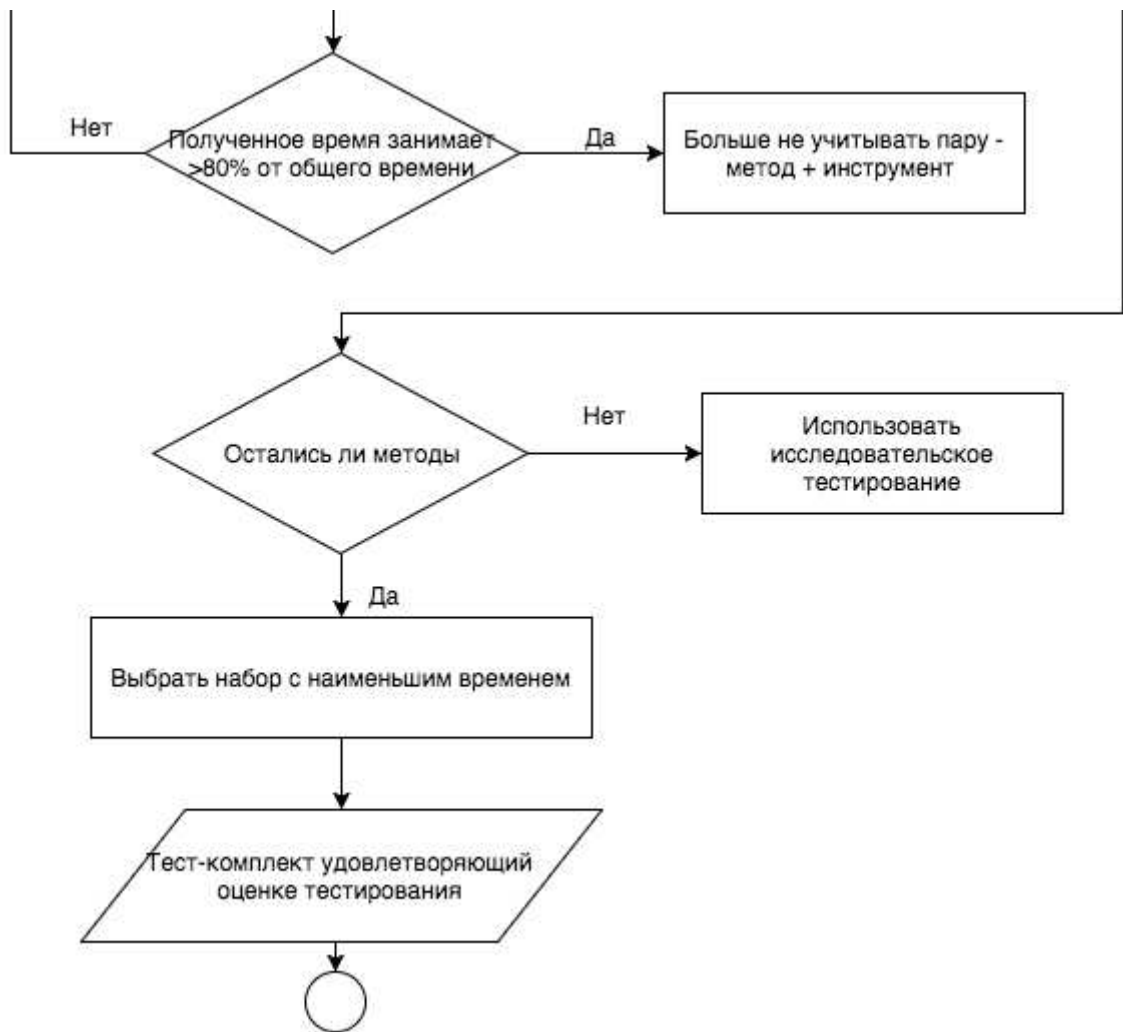 Нет
Полученное время занимает
>80% от общего времени
Да
Больше не учитывать пару -
метод + инструмент
Остались ли методы
Нет
Использовать
исследовательское
тестирование
Да
Выбрать набор с наименьшим временем
Тест-комплект удовлетворяющий
оценке тестирования